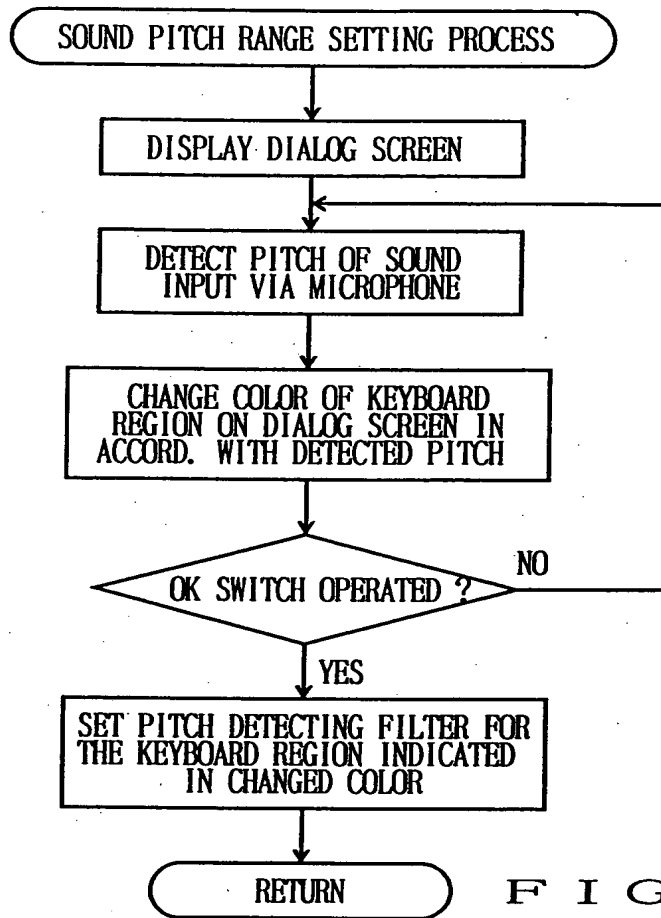 SOUND PITCH RANGE SETTING PROCESS
DISPLAY DIALOG SCREEN
DETECT PITCH OF SOUND
INPUT VIA MICROPHONE
CHANGE COLOR OF KEYBOARD
REGION ON DIALOG SCREEN IN
ACCORD. WITH DETECTED PITCH
OK SWITCH OPERATED ?
NO
YES
SET PITCH DETECTING FILTER FOR
THE KEYBOARD REGION INDICATED
IN CHANGED COLOR
RETURN
FIG